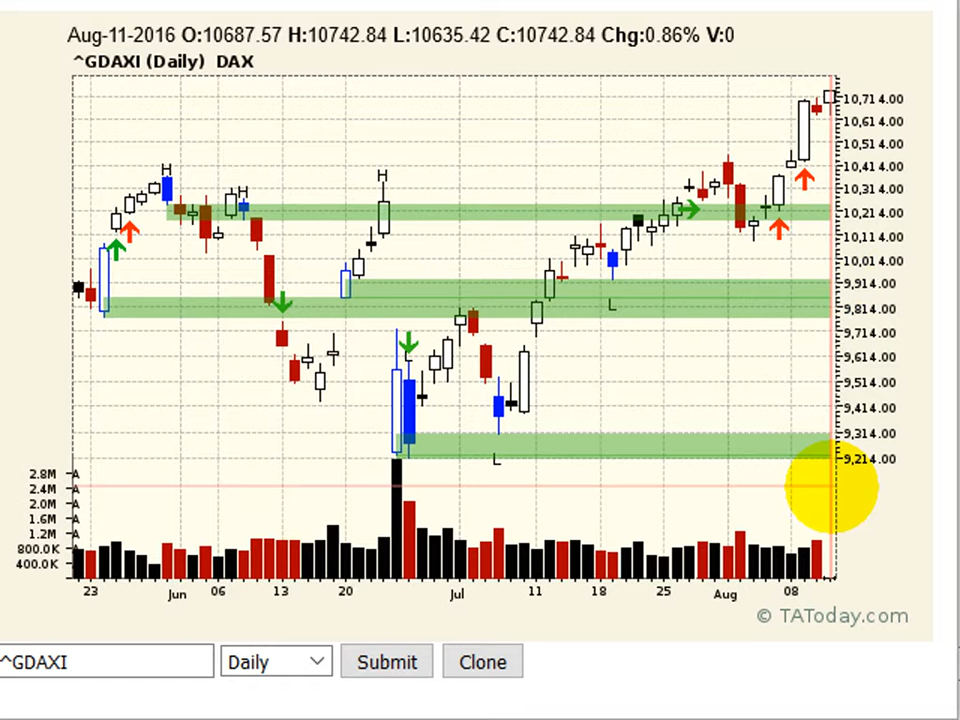 Aug-11-2016 O:10687.57 H:10742.84 L:10635.42 C:10742.84 Chg:0.86% V:0
^GDAXI (Daily) DAX
10,714.00
10,614.00
10,514.00
H H 10,414.00
H 10,314.00
10,214.00
10,114.00
10,014.00
9,914.00
L 9,814.00
9,714.00
9,614.00
9,514.00
9,414.00
9,314.00
L 9,214.00
2.8M A
2.4M A
2.0M A
1.6M A
1.2M A
800.0K A
400.0K A
23 Jun 06 13 20 Jul 11 18 25 Aug 08
© TAToday.com
^GDAXI Daily Submit Clone